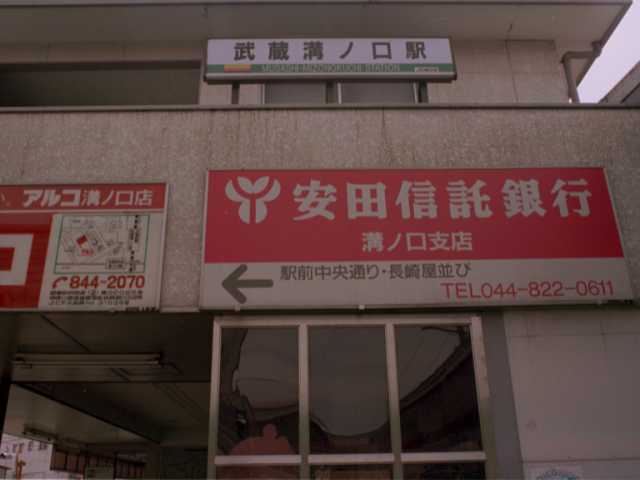 武蔵溝ノ口駅
MUSASHI-MIZONOKUCHI STATION
アルコ溝ノ口店
844-2070
安田信託銀行
溝ノ口支店
駅前中央通り・長崎屋並び
TEL044-822-0611